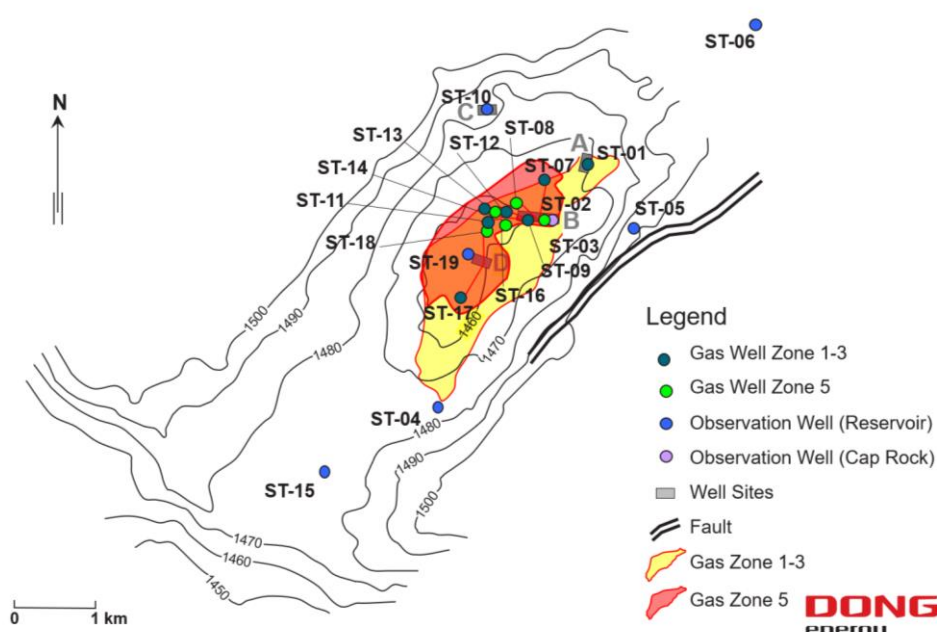 ST-06
N
ST-10
C
ST-13
ST-08
ST-12
A
ST-01
ST-14
ST-07
ST-11
ST-02
B
ST-05
ST-18
ST-03
ST-19
D
ST-09
ST-16
ST-17
1500
1490
1480
1460
1470
ST-04
1480
1490
1500
ST-15
1470
1460
1450
0
1 km
Legend
Gas Well Zone 1-3
Gas Well Zone 5
Observation Well (Reservoir)
Observation Well (Cap Rock)
Well Sites
Fault
Gas Zone 1-3
Gas Zone 5
DONG
energy